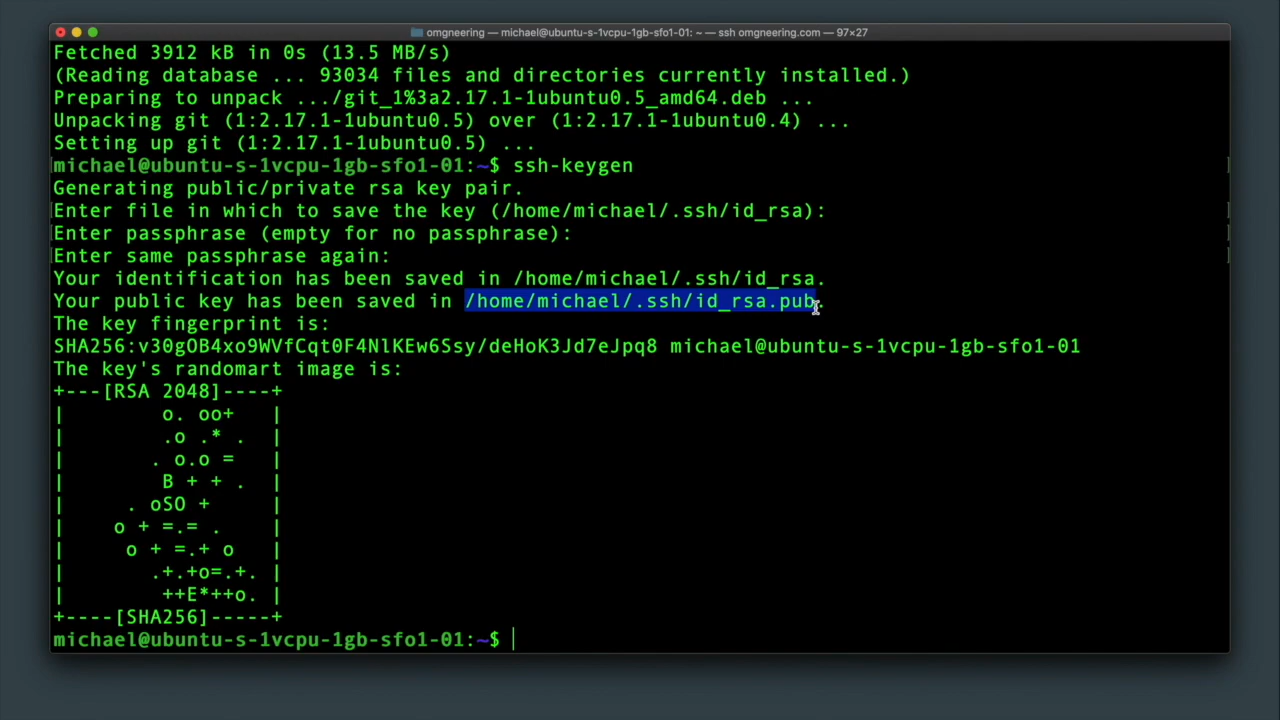 omgneering — michael@ubuntu-s-1vcpu-1gb-sfo1-01: ~ — ssh omgneering.com — 97×27
Fetched 3912 kB in 0s (13.5 MB/s)
(Reading database ... 93034 files and directories currently installed.)
Preparing to unpack .../git_1%3a2.17.1-1ubuntu0.5_amd64.deb ...
Unpacking git (1:2.17.1-1ubuntu0.5) over (1:2.17.1-1ubuntu0.4) ...
Setting up git (1:2.17.1-1ubuntu0.5) ...
michael@ubuntu-s-1vcpu-1gb-sfo1-01:~$ ssh-keygen
Generating public/private rsa key pair.
Enter file in which to save the key (/home/michael/.ssh/id_rsa):
Enter passphrase (empty for no passphrase):
Enter same passphrase again:
Your identification has been saved in /home/michael/.ssh/id_rsa.
Your public key has been saved in /home/michael/.ssh/id_rsa.pub.
The key fingerprint is:
SHA256:v30gOB4xo9WVfCqt0F4NlKEw6Ssy/deHoK3Jd7eJpq8 michael@ubuntu-s-1vcpu-1gb-sfo1-01
The key's randomart image is:
+---[RSA 2048]----+
|        o. oo+   |
|        .o .* .  |
|       . o.o =   |
|        B + + .  |
|     . oSO +     |
|    o + =.= .    |
|     o + =.+ o   |
|       .+.+o=.+. |
|        ++E*++o. |
+----[SHA256]-----+
michael@ubuntu-s-1vcpu-1gb-sfo1-01:~$